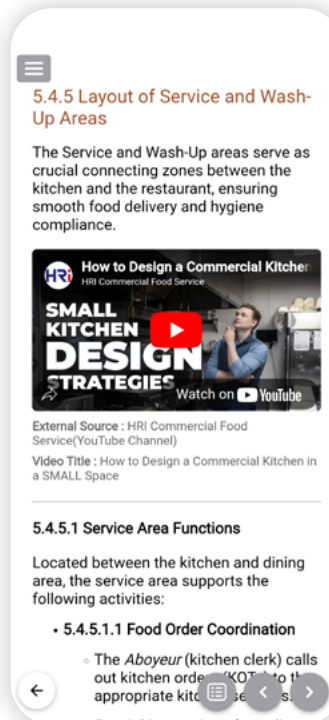 5.4.5 Layout of Service and Wash-
Up Areas
The Service and Wash-Up areas serve as
crucial connecting zones between the
kitchen and the restaurant, ensuring
smooth food delivery and hygiene
compliance.
HRi
How to Design a Commercial Kitchen
HRI Commercial Food Service
SMALL
KITCHEN
DESIGN
STRATEGIES
Watch on YouTube
External Source : HRI Commercial Food
Service(YouTube Channel)
Video Title : How to Design a Commercial Kitchen in
a SMALL Space
5.4.5.1 Service Area Functions
Located between the kitchen and dining
area, the service area supports the
following activities:
• 5.4.5.1.1 Food Order Coordination
◦ The Aboyeur (kitchen clerk) calls
out kitchen (KOTs) to th
appropriate